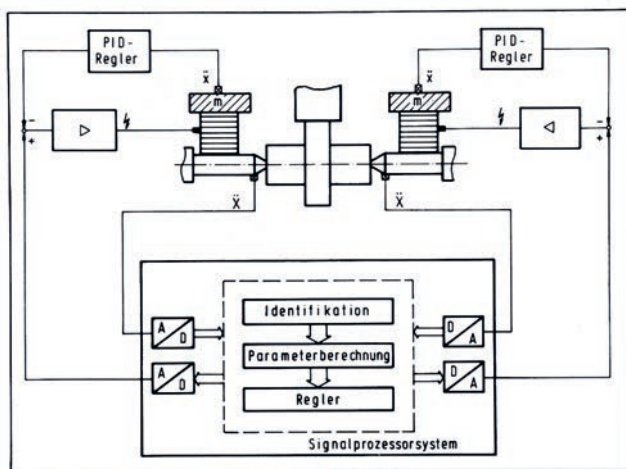 PID-
Regler
PID-
Regler
ẍ
ẍ
m
m
-
+
-
+
ẍ
ẍ
Identifikation
A
D
D
A
Parameterberechnung
A
D
D
A
Regler
Signalprozessorsystem